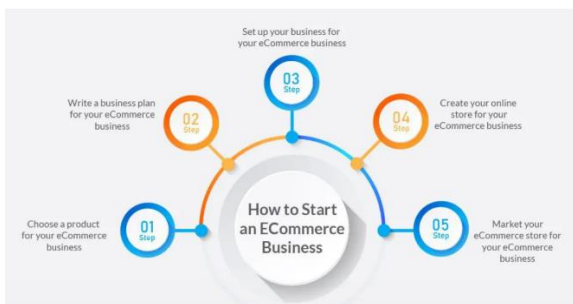 Set up your business for
your eCommerce business
03
Step
Write a business plan
for your eCommerce
business
02
Step
04
Step
Create your online
store for your
eCommerce business
Choose a product
for your eCommerce
business
01
Step
How to Start
an ECommerce
Business
05
Step
Market your
eCommerce store for
your eCommerce
business